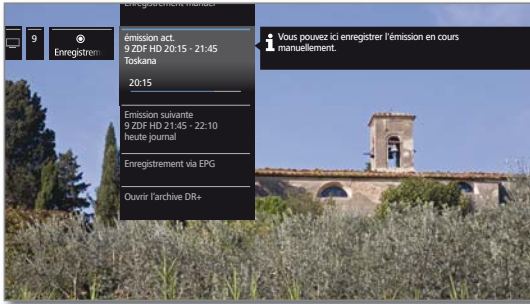 Enregistrement manuel
9
Enregistrem
émission act.
9 ZDF HD 20:15 - 21:45
Toskana
20:15
Emission suivante
9 ZDF HD 21:45 - 22:10
heute journal
Enregistrement via EPG
Ouvrir l'archive DR+
Vous pouvez ici enregistrer l'émission en cours
manuellement.